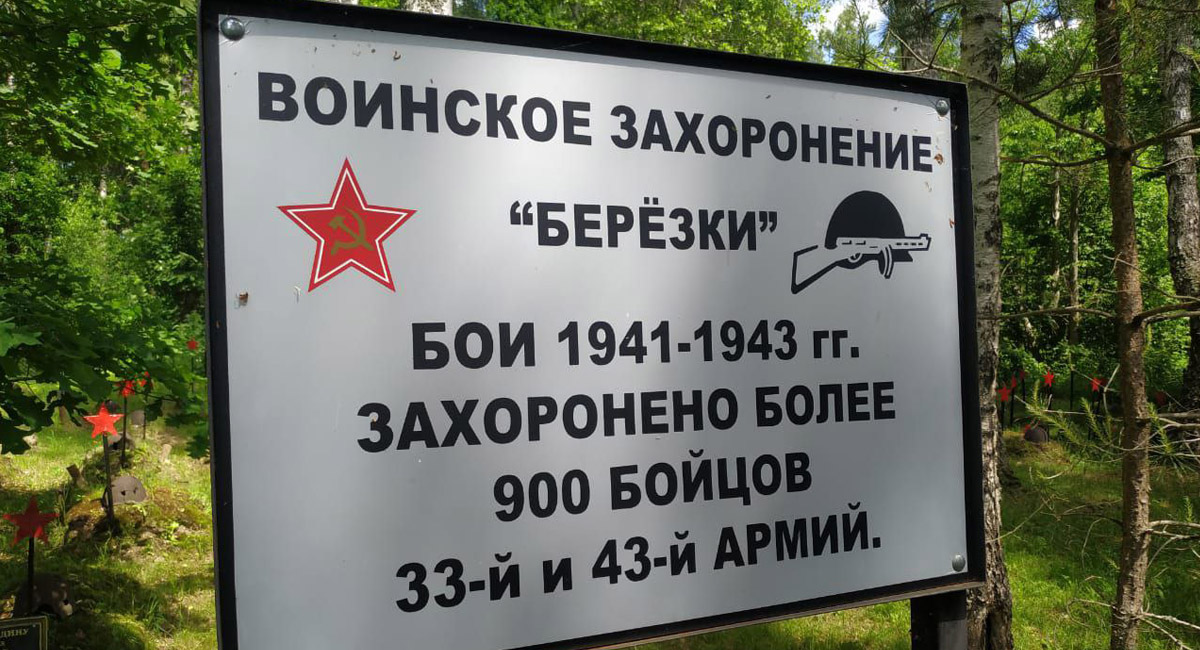 ВОИНСКОЕ ЗАХОРОНЕНИЕ
“БЕРЁЗКИ”
БОИ 1941-1943 гг.
ЗАХОРОНЕНО БОЛЕЕ
900 БОЙЦОВ
33-й и 43-й АРМИЙ.